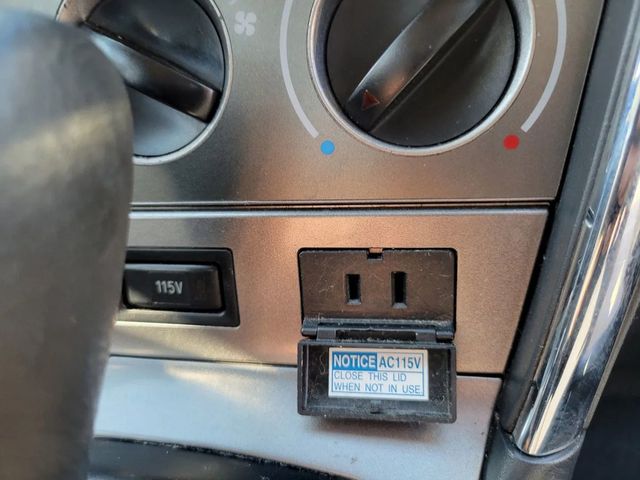 115V
NOTICE AC115V
CLOSE THIS LID
WHEN NOT IN USE